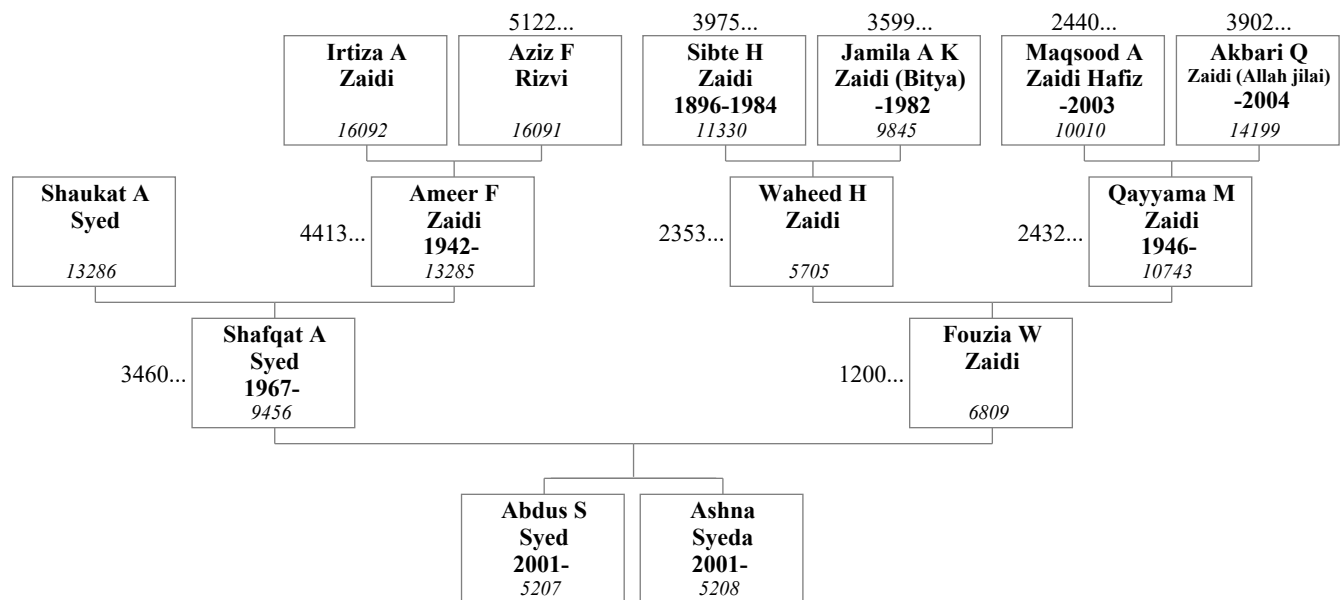 5122...
3975...
3599...
2440...
3902...
Irtiza A
Zaidi
16092
Aziz F
Rizvi
16091
Sibte H
Zaidi
1896-1984
11330
Jamila A K
Zaidi (Bitya)
-1982
9845
Maqsood A
Zaidi Hafiz
-2003
10010
Akbari Q
Zaidi (Allah jilai)
-2004
14199
Shaukat A
Syed
13286
4413...
Ameer F
Zaidi
1942-
13285
2353...
Waheed H
Zaidi
5705
2432...
Qayyama M
Zaidi
1946-
10743
3460...
Shafqat A
Syed
1967-
9456
1200...
Fouzia W
Zaidi
6809
Abdus S
Syed
2001-
5207
Ashna
Syeda
2001-
5208